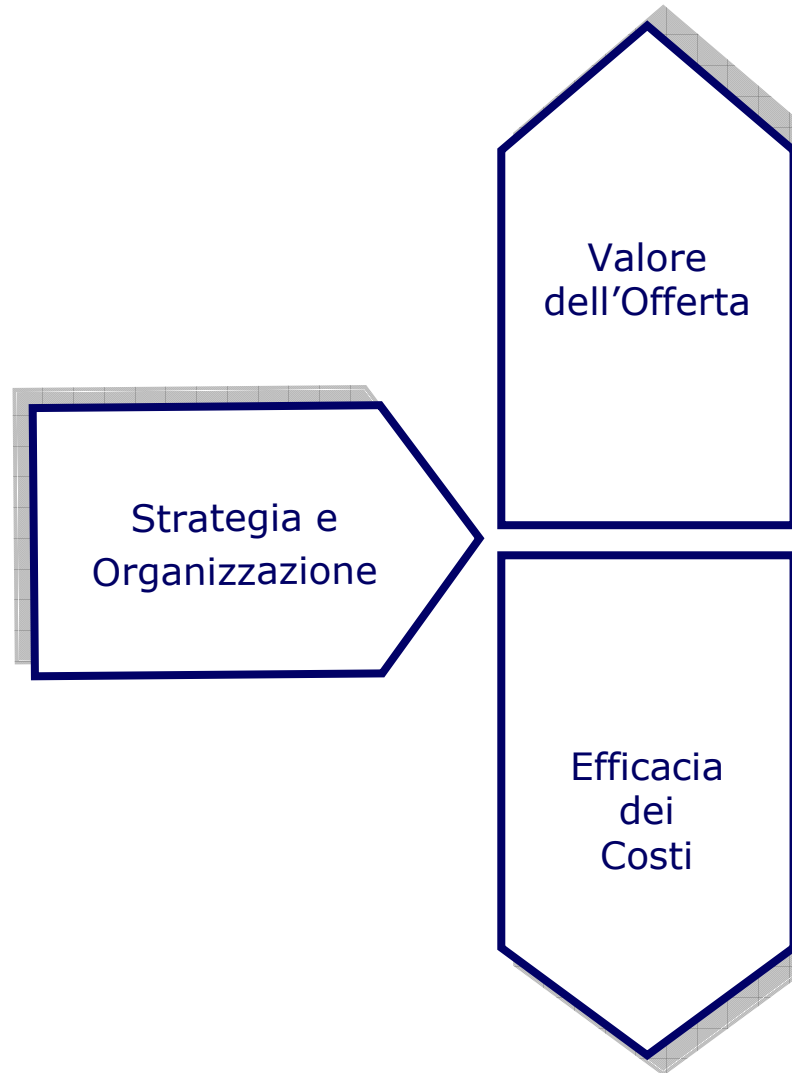 Valore
dell’Offerta
Strategia e
Organizzazione
Efficacia
dei
Costi